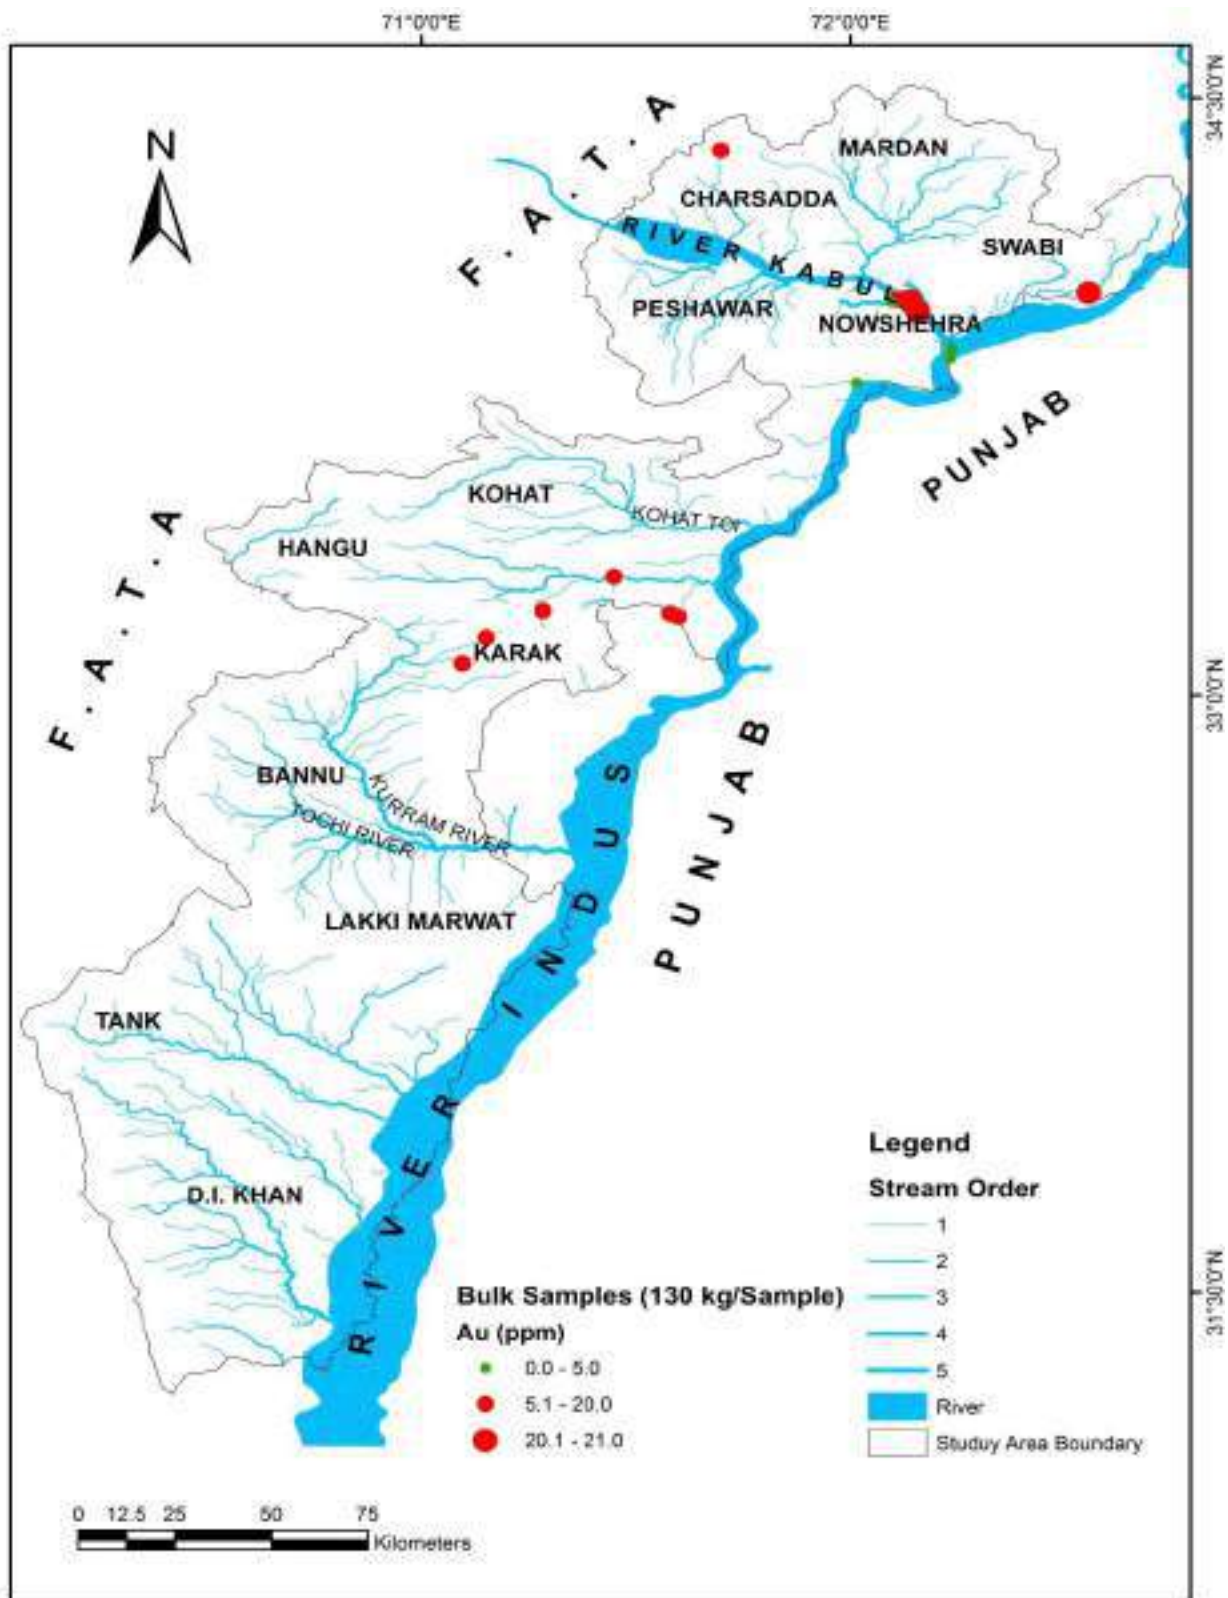 71°0'0"E
72°0'0"E
34°30'0"N
33°0'0"N
31°30'0"N
N
F.A.T.A
MARDAN
CHARSADDA
SWABI
RIVER KABUL
PESHAWAR
NOWSHEHRA
PUNJAB
KOHAT
KOHAT TOI
HANGU
F.A.T.A
KARAK
BANNU
KURRAM RIVER
TOCHI RIVER
PUNJAB
LAKKI MARWAT
RIVER INDUS
TANK
D.I. KHAN
Legend
Stream Order
1
2
3
4
5
River
Studuy Area Boundary
Bulk Samples (130 kg/Sample)
Au (ppm)
0.0 - 5.0
5.1 - 20.0
20.1 - 21.0
0 12.5 25 50 75
Kilometers